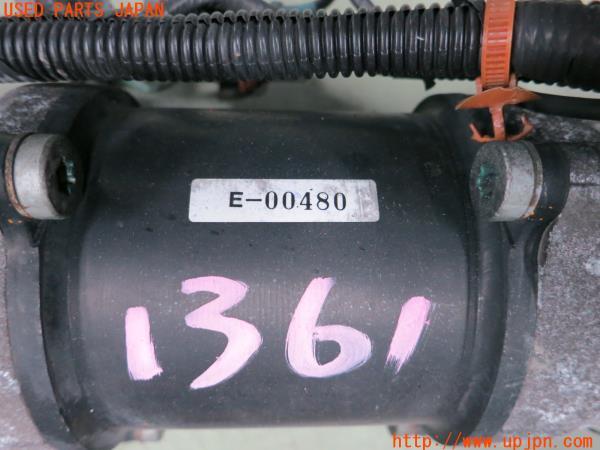 USED PARTS JAPAN
E-00480
1361
http://www.upjpn.com/